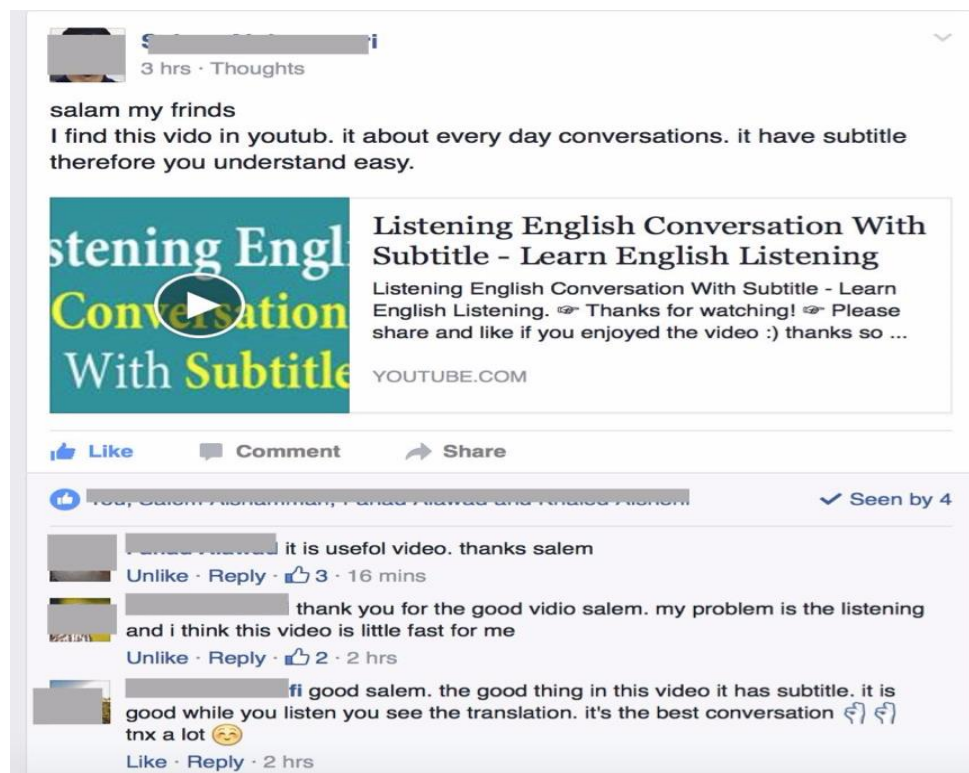 3 hrs · Thoughts
salam my frinds
I find this vido in youtub. it about every day conversations. it have subtitle
therefore you understand easy.
stening Engl
Conversation
With Subtitle
Listening English Conversation With
Subtitle - Learn English Listening
Listening English Conversation With Subtitle - Learn
English Listening. ☞ Thanks for watching! ☞ Please
share and like if you enjoyed the video :) thanks so ...
YOUTUBE.COM
Like Comment Share
Seen by 4
it is usefol video. thanks salem
Unlike · Reply · 3 · 16 mins
thank you for the good vidio salem. my problem is the listening
and i think this video is little fast for me
Unlike · Reply · 2 · 2 hrs
fi good salem. the good thing in this video it has subtitle. it is
good while you listen you see the translation. it's the best conversation
tnx a lot
Like · Reply · 2 hrs